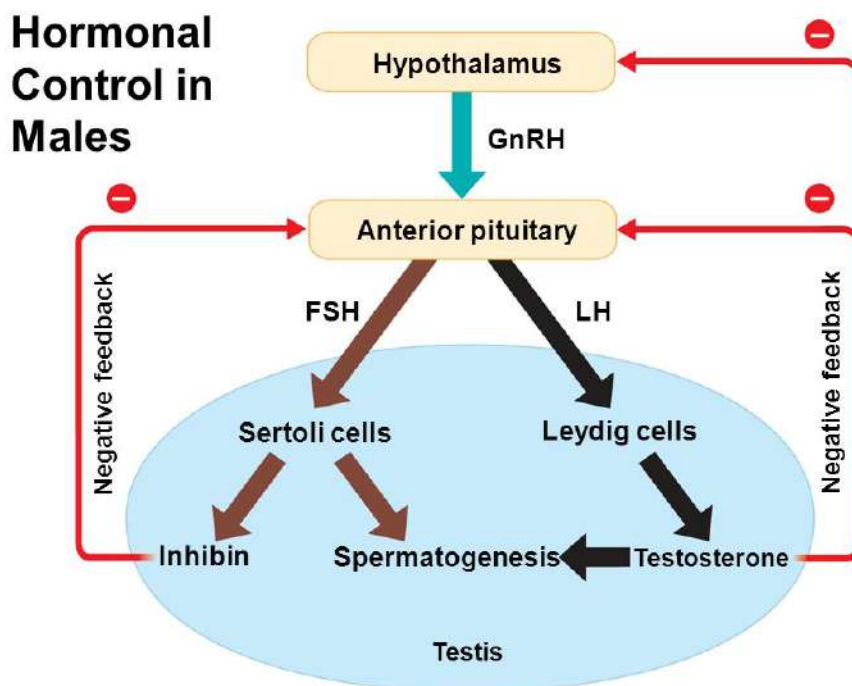 Hormonal
Control in
Males
Hypothalamus
GnRH
Anterior pituitary
FSH
LH
Negative feedback
Negative feedback
Sertoli cells
Leydig cells
Inhibin
Spermatogenesis
Testosterone
Testis